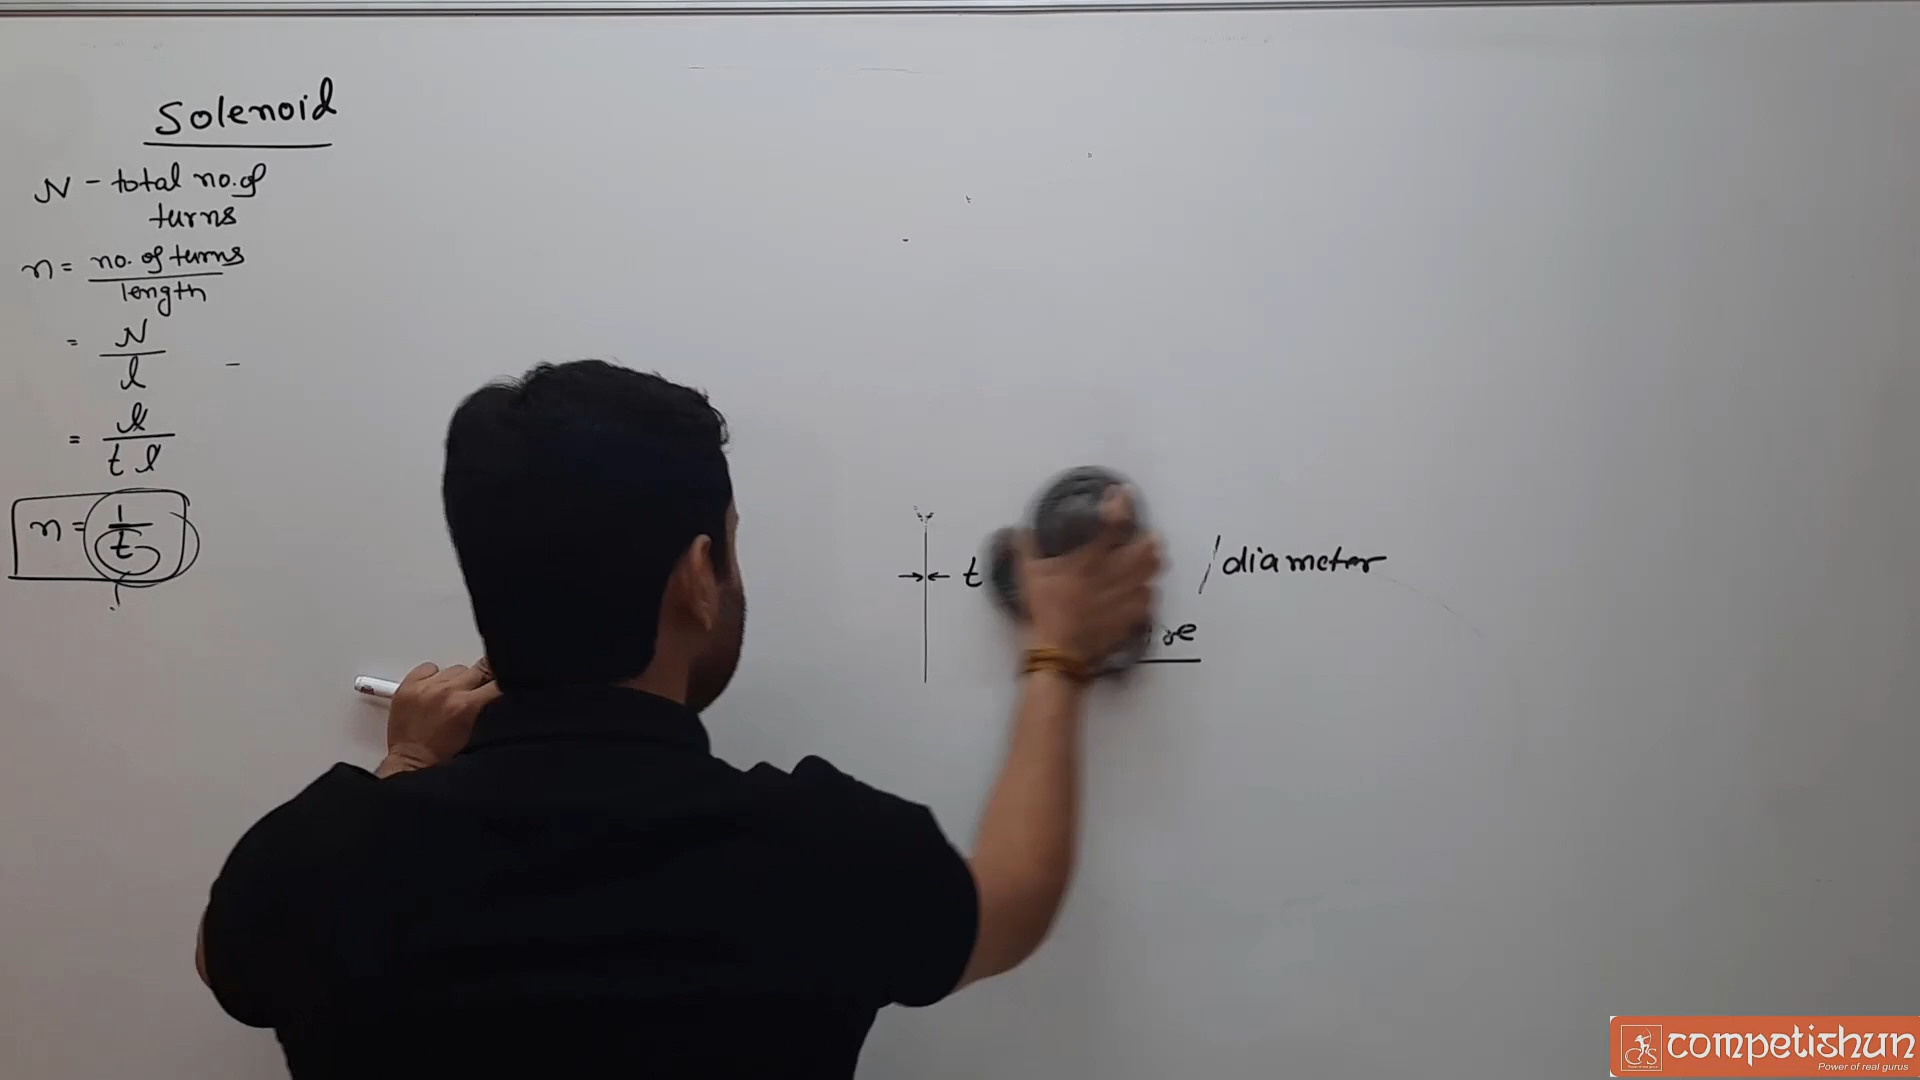 Solenoid
N - total no. of
turns
n = no. of turns
length
= N
l
= l
t l
n = 1
t
t
/diameter
competishun
Power of real gurus